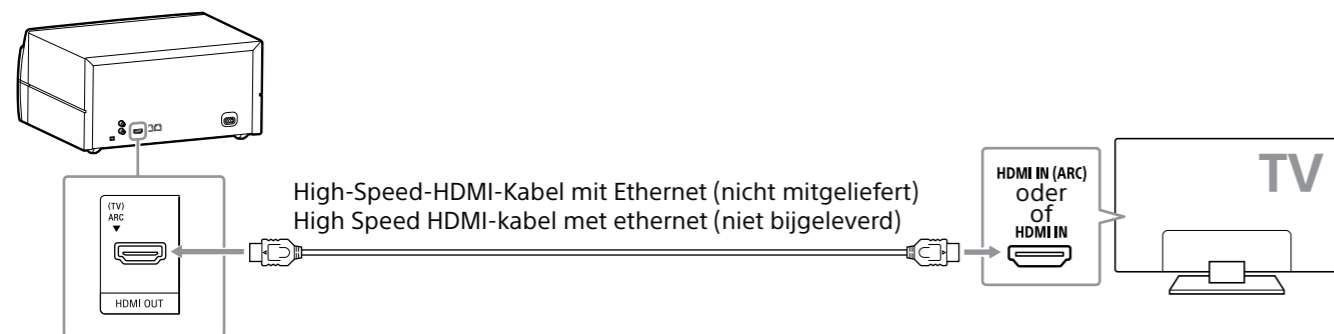 (TV)
ARC
HDMI OUT
High-Speed-HDMI-Kabel mit Ethernet (nicht mitgeliefert)
High Speed HDMI-kabel met ethernet (niet bijgeleverd)
HDMI IN (ARC)
oder
of
HDMI IN
TV